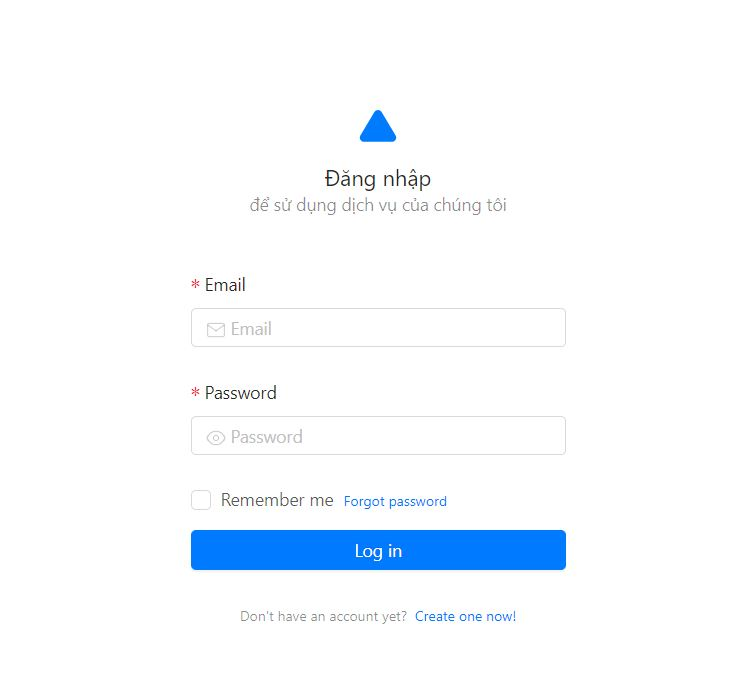 Đăng nhập
để sử dụng dịch vụ của chúng tôi
* Email
Email
* Password
Password
Remember me Forgot password
Log in
Don't have an account yet? Create one now!